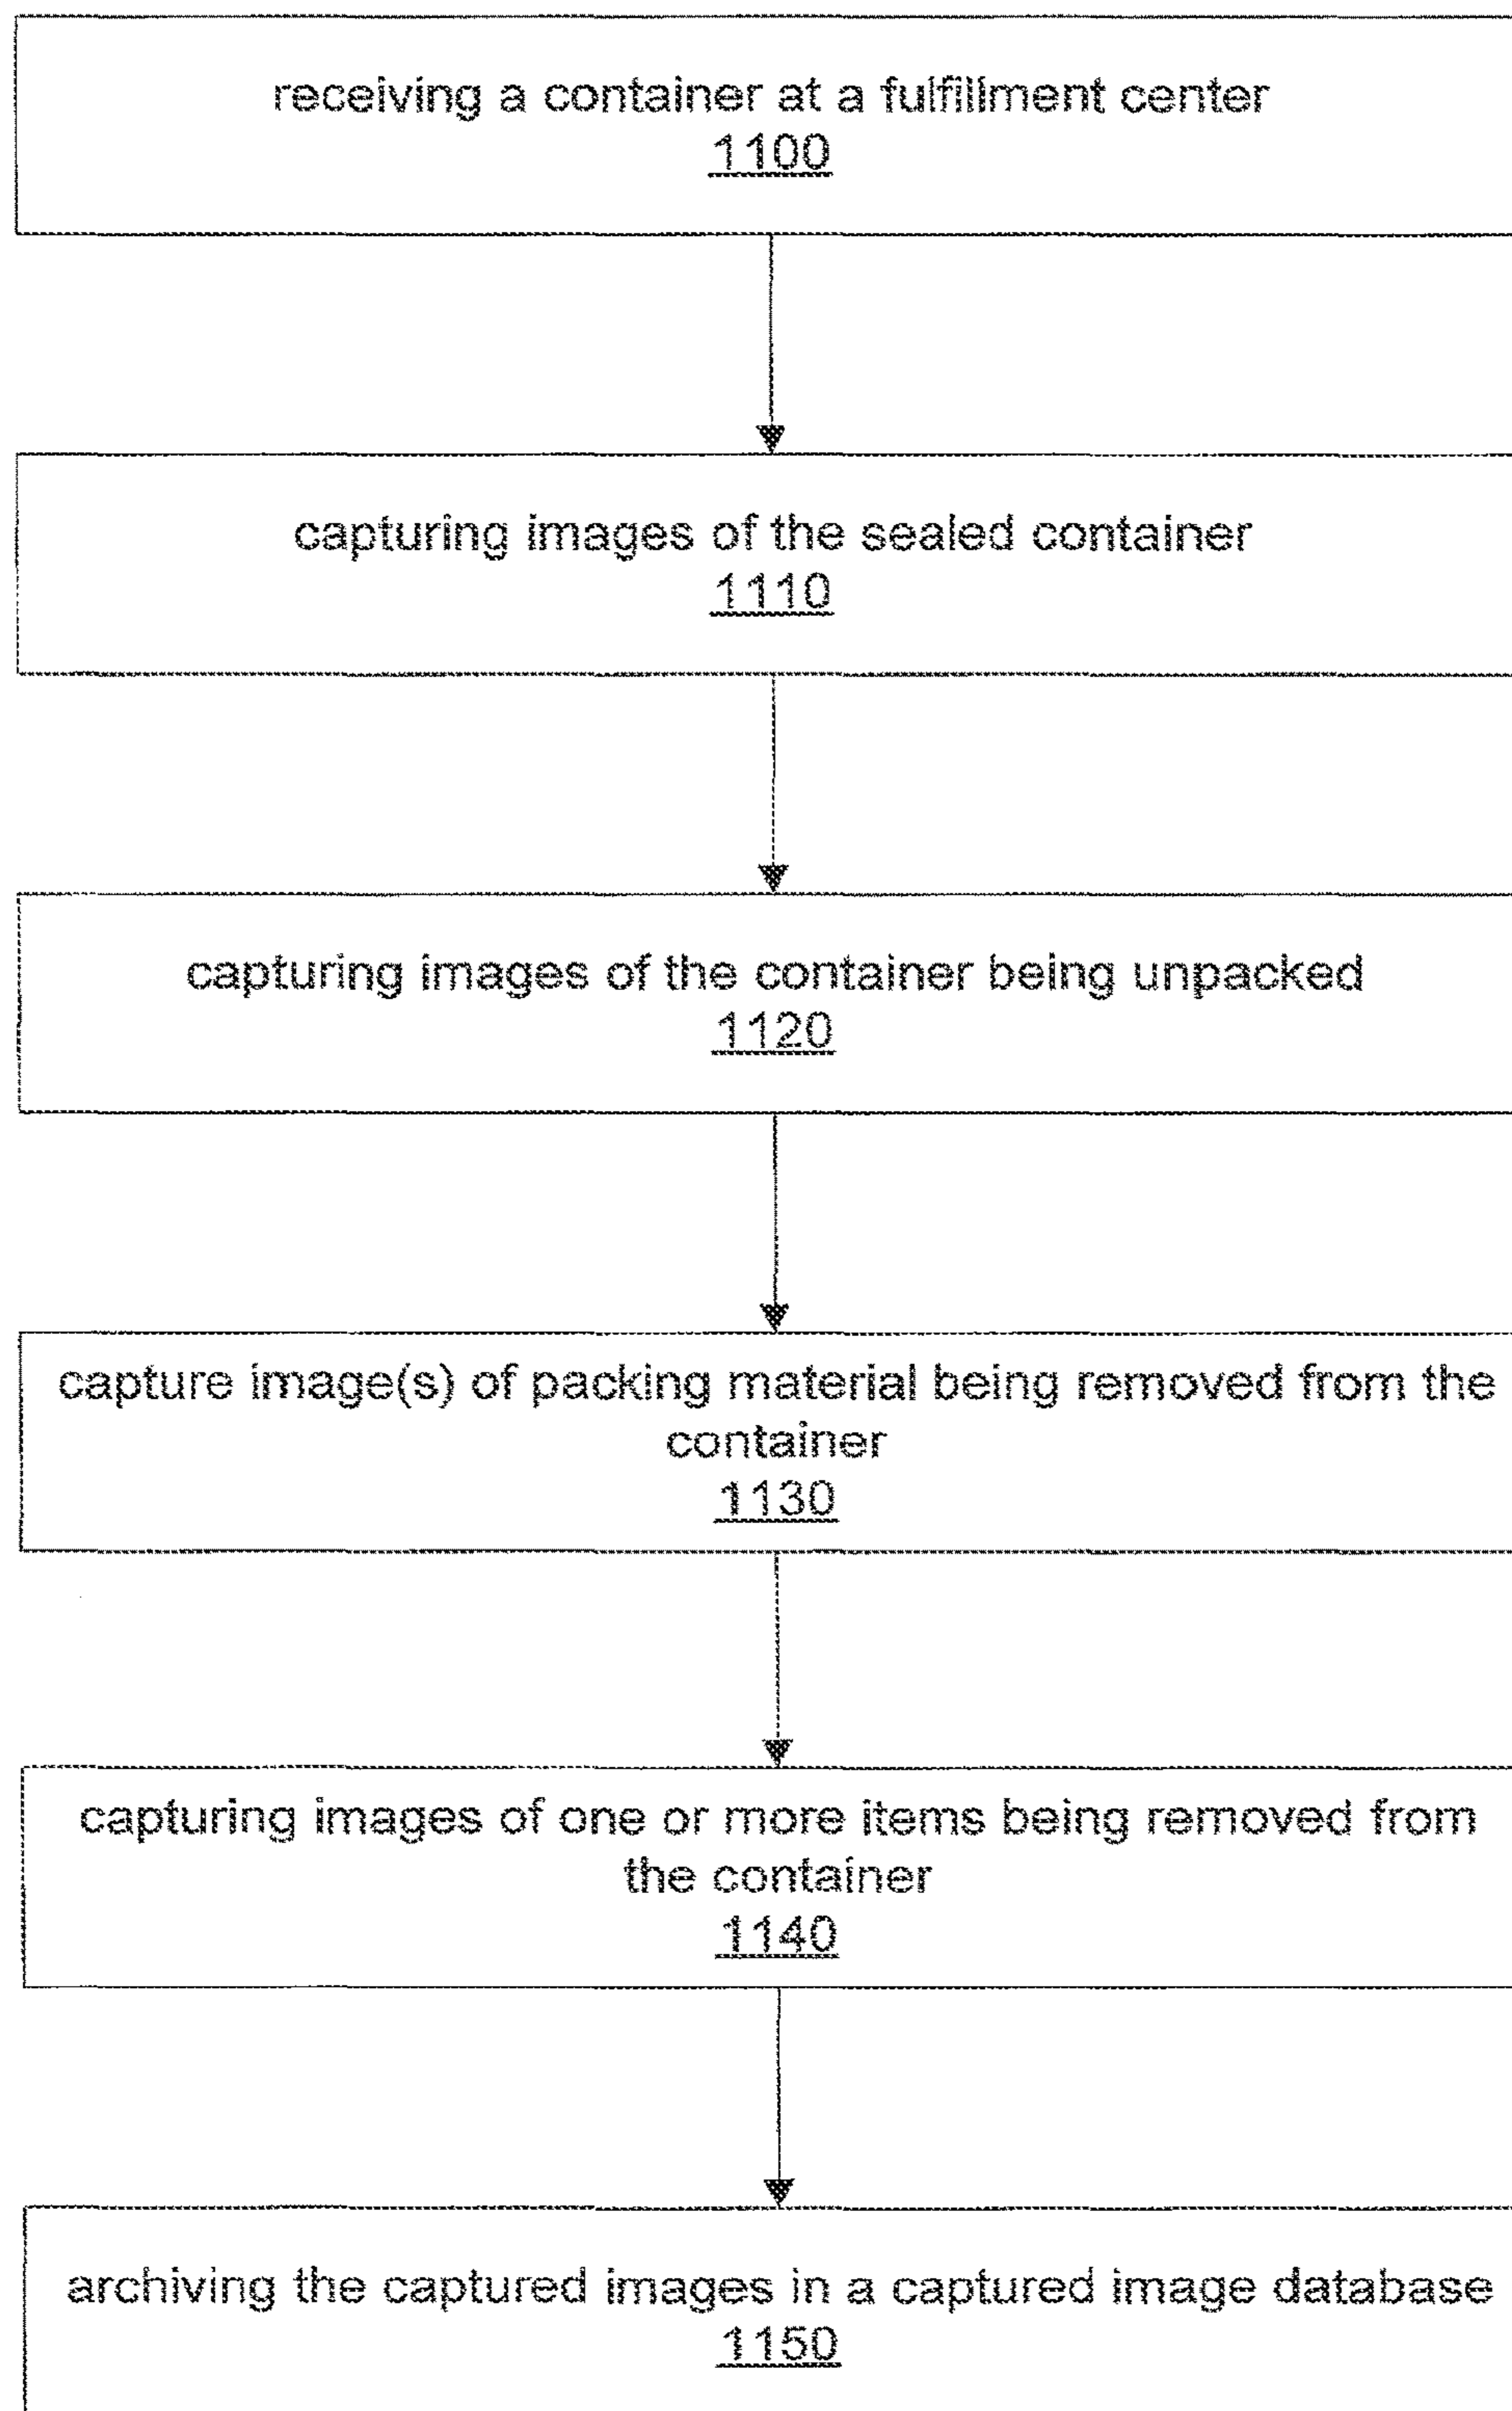 receiving a container at a fulfillment center
1100
capturing images of the sealed container
1110
capturing images of the container being unpacked
1120
capture image(s) of packing material being removed from the
container
1130
capturing images of one or more items being removed from
the container
1140
archiving the captured images in a captured image database
1150